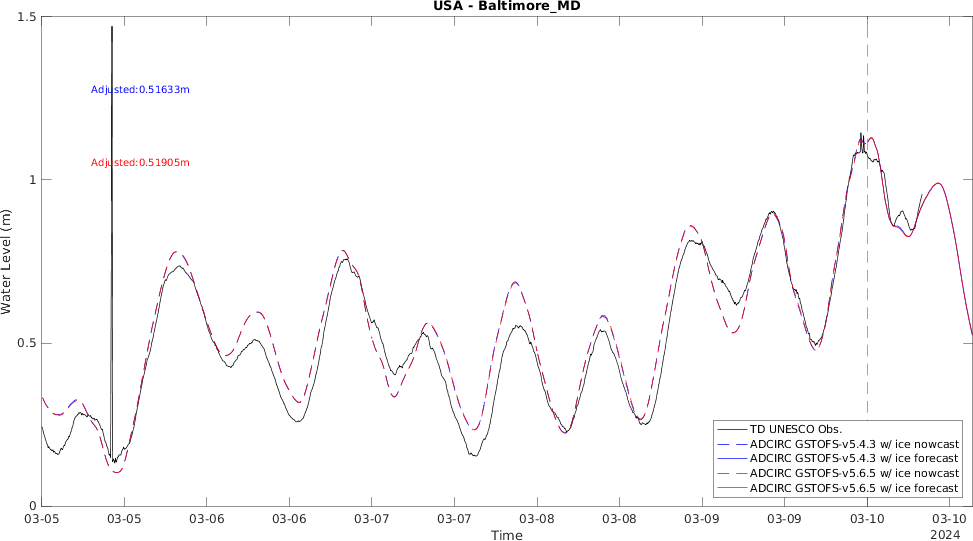 USA - Baltimore_MD
1.5
Adjusted:0.51633m
Adjusted:0.51905m
1
Water Level (m)
0.5
TD UNESCO Obs.
ADCIRC GSTOFS-v5.4.3 w/ ice nowcast
ADCIRC GSTOFS-v5.4.3 w/ ice forecast
ADCIRC GSTOFS-v5.6.5 w/ ice nowcast
ADCIRC GSTOFS-v5.6.5 w/ ice forecast
0
03-05 03-05 03-06 03-06 03-07 03-07 03-08 03-08 03-09 03-09 03-10 03-10
Time
2024